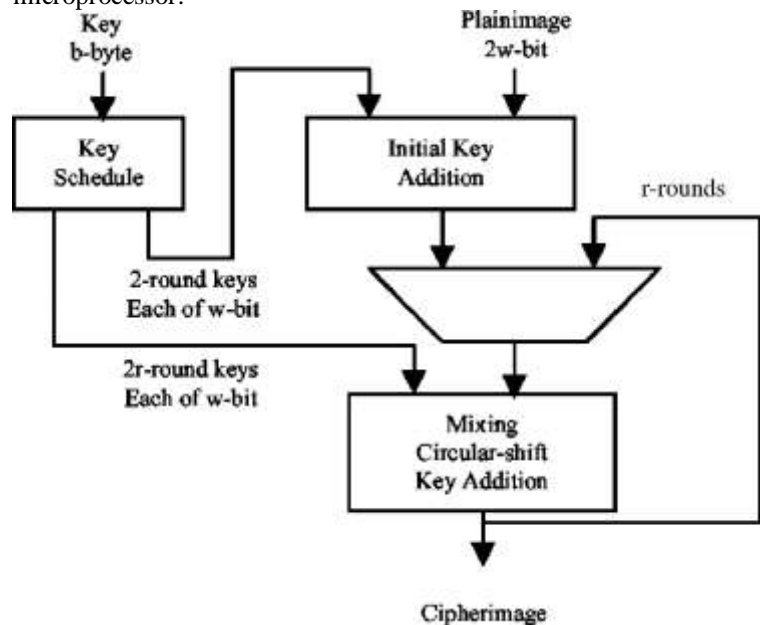 microprocessor.
Key
b-byte
Plainimage
2w-bit
Key
Schedule
Initial Key
Addition
r-rounds
2-round keys
Each of w-bit
2r-round keys
Each of w-bit
Mixing
Circular-shift
Key Addition
Cipherimage